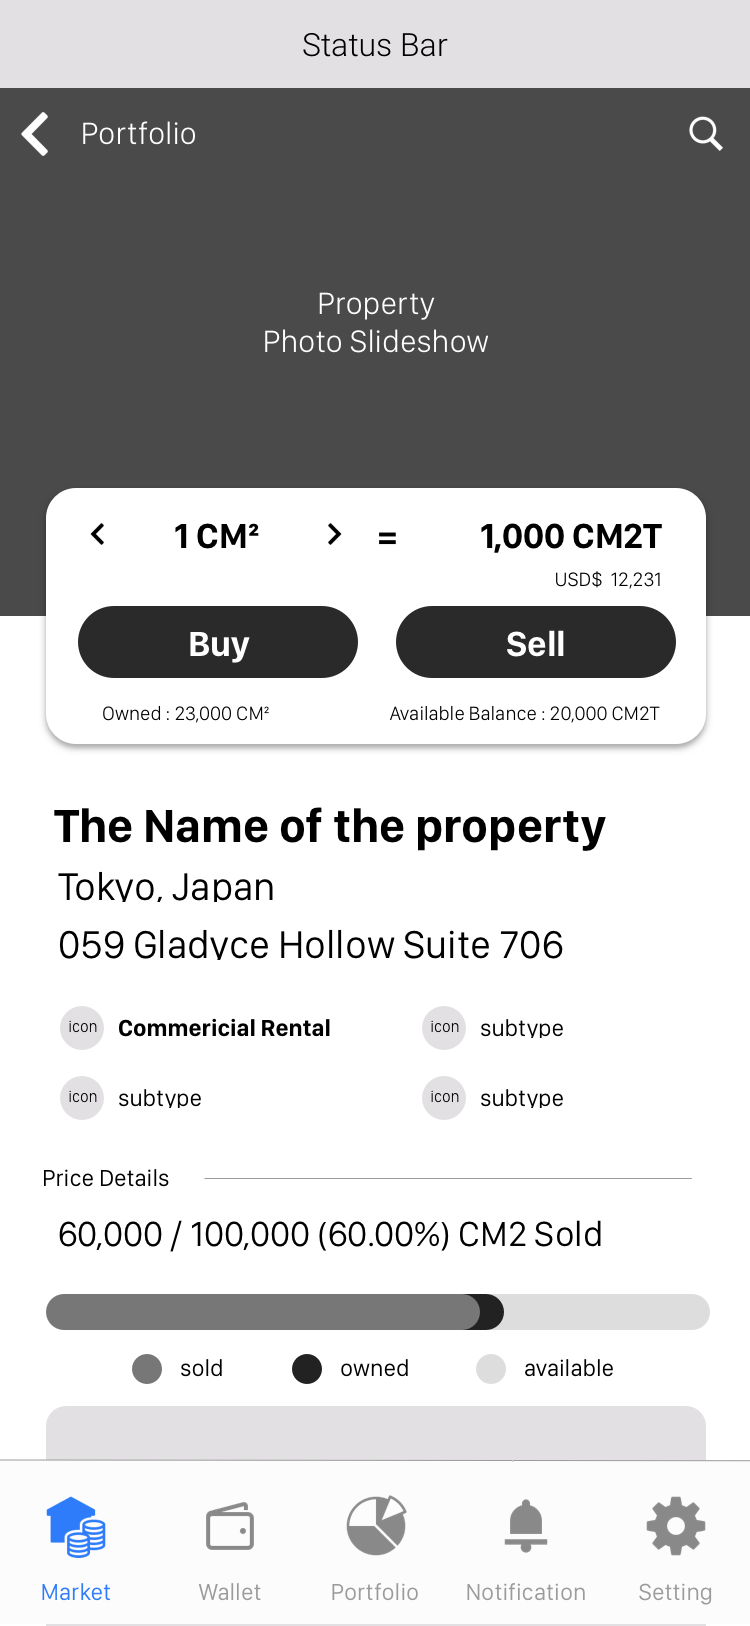 Status Bar
Portfolio
Property
Photo Slideshow
1 CM² = 1,000 CM2T
USD$ 12,231
Buy Sell
Owned : 23,000 CM² Available Balance : 20,000 CM2T
The Name of the property
Tokyo, Japan
059 Gladyce Hollow Suite 706
icon Commericial Rental icon subtype
icon subtype icon subtype
Price Details
60,000 / 100,000 (60.00%) CM2 Sold
sold owned available
Market Wallet Portfolio Notification Setting